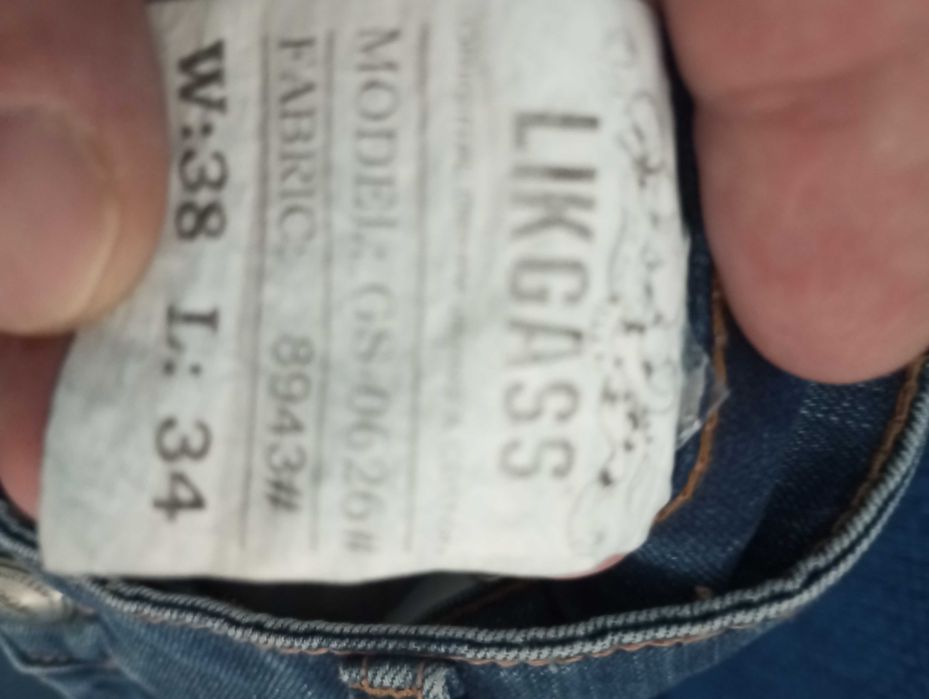 LIKGASS
MODEL: GS-0626#
FABRIC: 8943#
W:38 L: 34